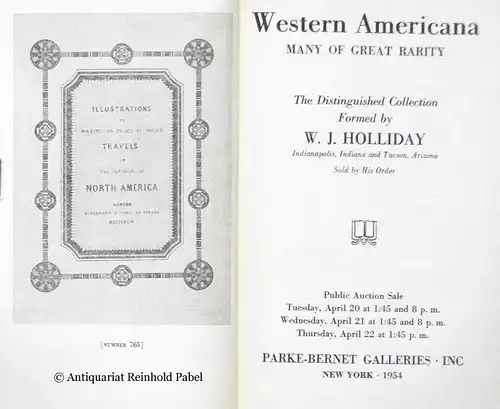 ILLUSTRATIONS
TO
MAXIMILIAN PRINCE OF WIED'S
TRAVELS
IN
THE INTERIOR OF
NORTH AMERICA.
LONDON
[NUMBER 765]
© Antiquariat Reinhold Pabel
Western Americana
MANY OF GREAT RARITY
The Distinguished Collection
Formed by
W. J. HOLLIDAY
Indianapolis, Indiana and Tucson, Arizona
Sold by His Order
Public Auction Sale
Tuesday, April 20 at 1:45 and 8 p. m.
Wednesday, April 21 at 1:45 and 8 p. m.
Thursday, April 22 at 1:45 p. m.
PARKE-BERNET GALLERIES · INC
NEW YORK · 1954